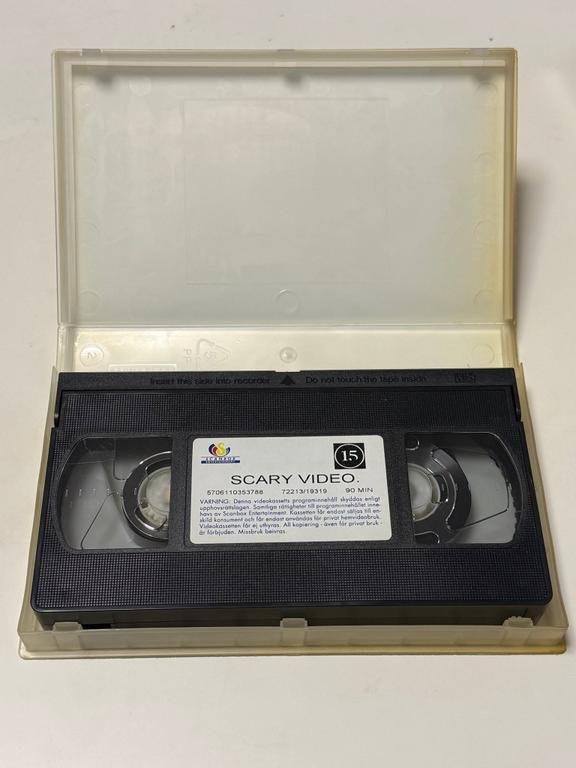 2
5
PP
Insert this side into recorder ▲ Do not touch the tape inside
SCANBOX
15
SCARY VIDEO.
5706110353788 72213/19319 90 MIN
VARNING: Denna videokassetts programinnehåll skyddas enligt
upphovsrättslagen. Samtliga rättigheter till programinnehållet inne-
havs av Scanbox Entertainment. Kassetten får endast säljas till en-
skild konsument och får endast användas för privat hemvideobruk.
Videokassetten får ej uthyras. All kopiering - även för privat bruk -
är förbjuden. Missbruk beivras.